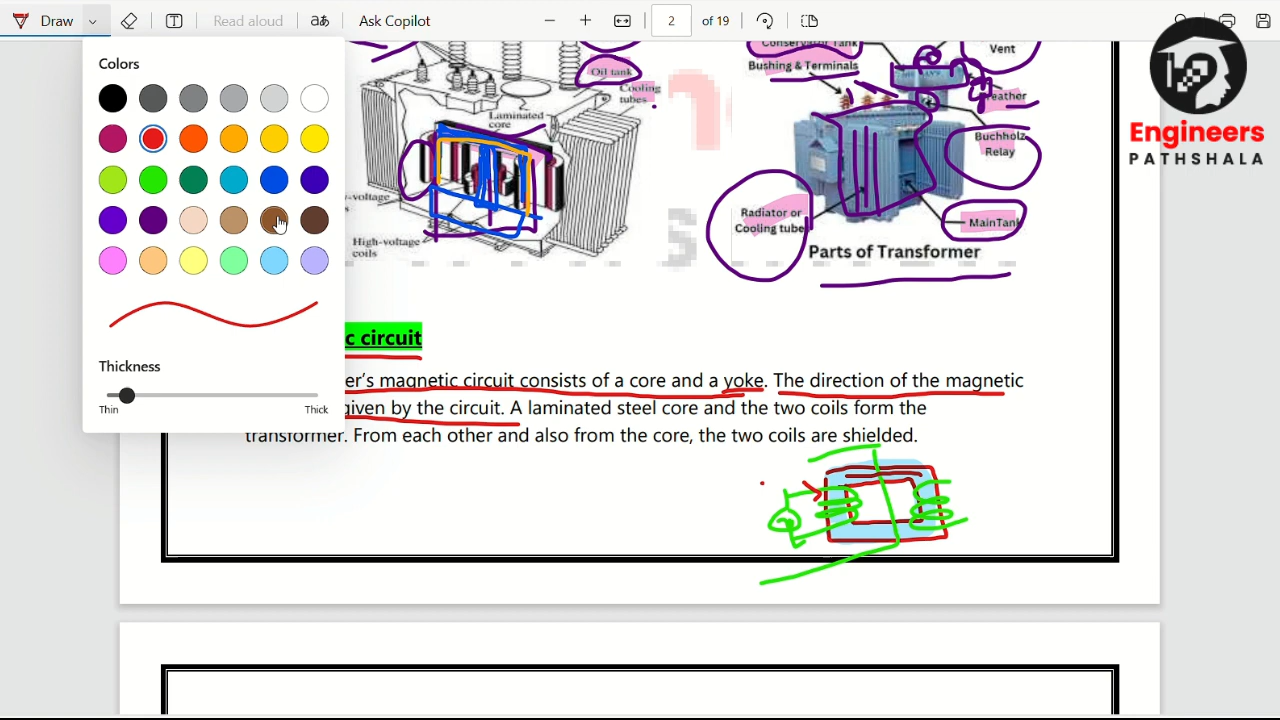 Draw
Read aloud
aあ
Ask Copilot
2
of 19
Colors
Thickness
Thin
Thick
Oil tank
Cooling
tubes
Laminated
core
-voltage
s
High-voltage
coils
Conservator Tank
Bushing & Terminals
Vent
Buchholz
Relay
Radiator or
Cooling tube
MainTank
Parts of Transformer
Engineers
PATHSHALA
c circuit
er's magnetic circuit consists of a core and a yoke. The direction of the magnetic
given by the circuit. A laminated steel core and the two coils form the
transformer. From each other and also from the core, the two coils are shielded.